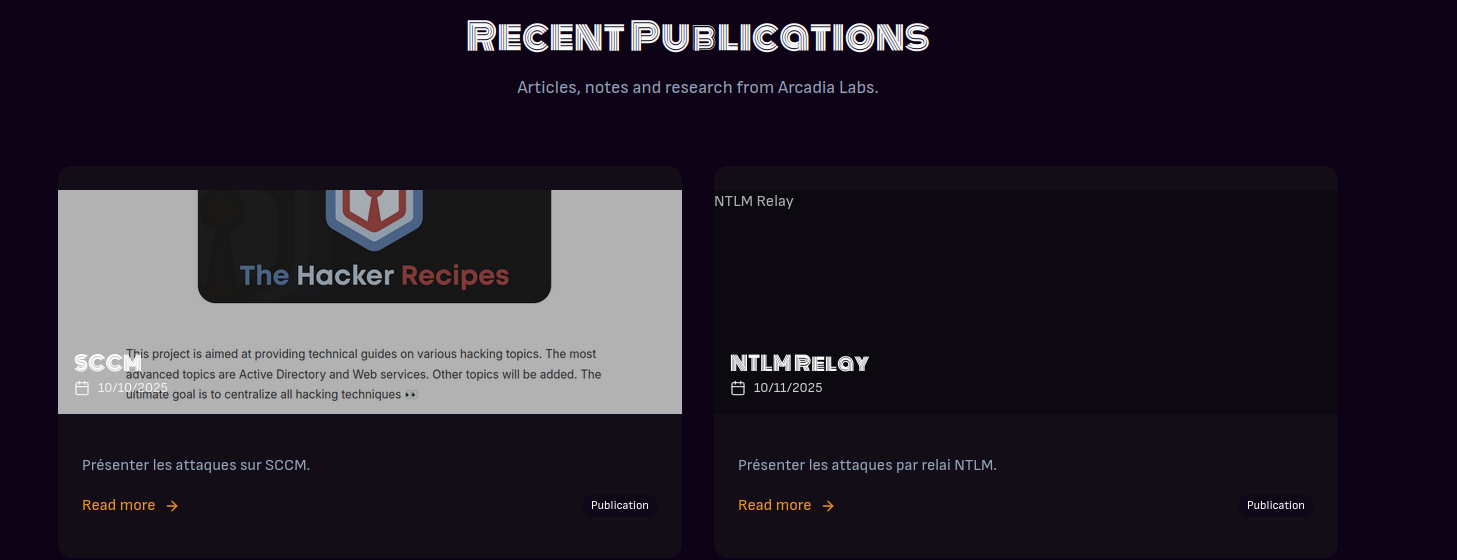 Recent Publications
Articles, notes and research from Arcadia Labs.
The Hacker Recipes
This project is aimed at providing technical guides on various hacking topics. The most
advanced topics are Active Directory and Web services. Other topics will be added. The
ultimate goal is to centralize all hacking techniques 👀
SCCM
10/10/2025
Présenter les attaques sur SCCM.
Read more →
Publication
NTLM Relay
NTLM Relay
10/11/2025
Présenter les attaques par relai NTLM.
Read more →
Publication